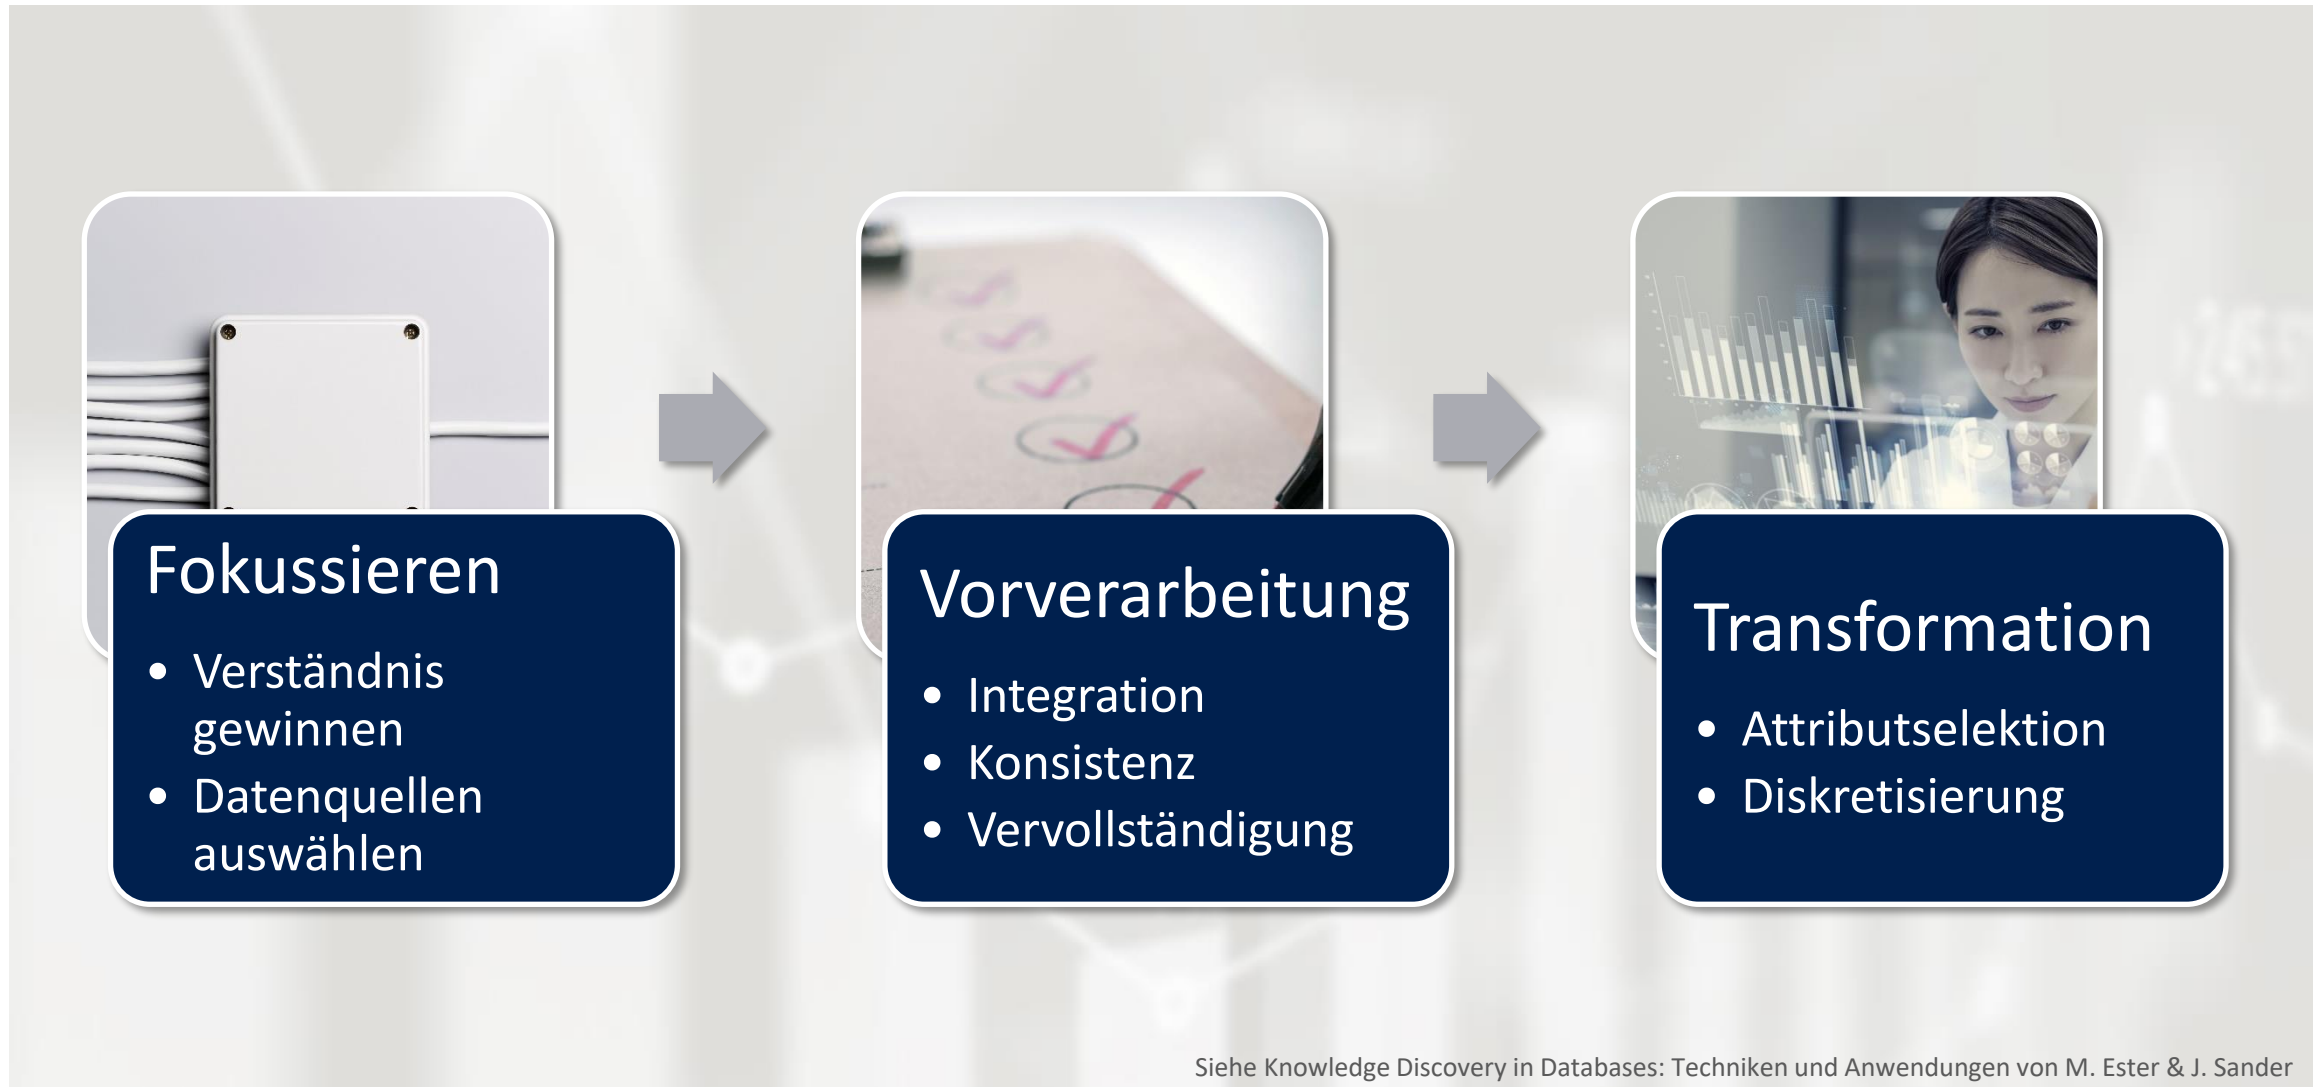 Fokussieren
• Verständnis
gewinnen
• Datenquellen
auswählen
Vorverarbeitung
• Integration
• Konsistenz
• Vervollständigung
Transformation
• Attributselektion
• Diskretisierung
Siehe Knowledge Discovery in Databases: Techniken und Anwendungen von M. Ester & J. Sander